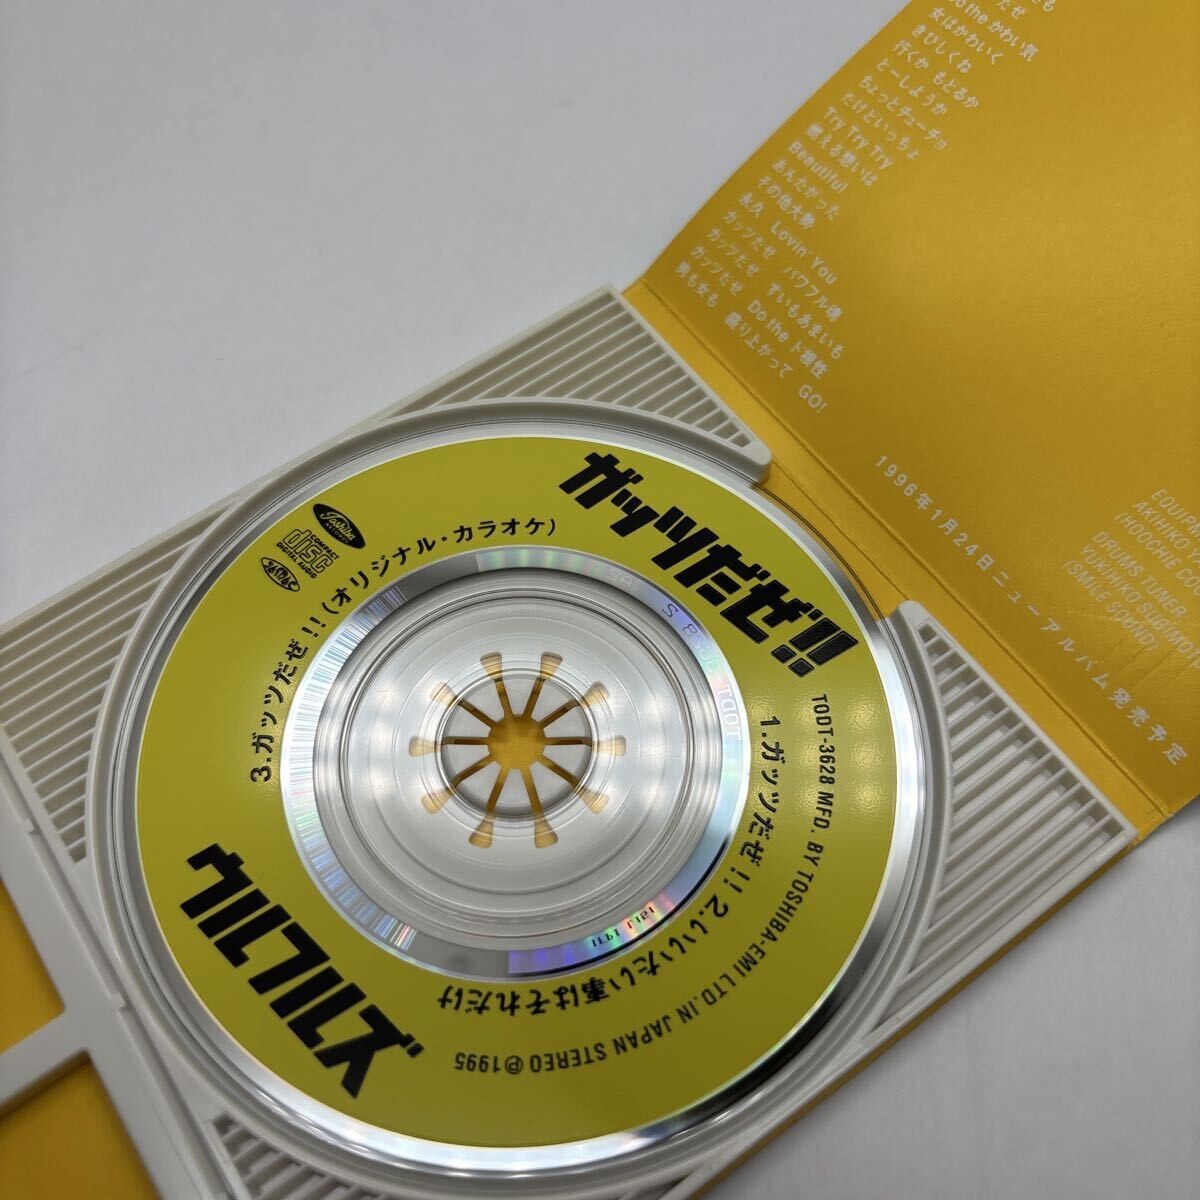 Do the かわい気
女はかわいく
きびしくね
行くか もどるか
どーしようか
ちょっとチューチョ
だけどいっちょ
Try Try Try
燃える想いは
Beautiful
あんたがった
その他大勢
永久 Lovin' You
ガッツだぜ パワフル魂
ガッツだぜ すいもあまいも
ガッツだぜ Do the ド根性
男も女も 盛り上がって GO!
1996年1月24日ニューアルバム発売予定
DRUMS TUNER
YUKIHIKO SUGIMOTO
(SMILE SOUND)
ガッツだぜ!!
ウルフルズ
Toshiba
COMPACT
disc
DIGITAL AUDIO
1.ガッツだぜ!! 2.いいたい事はそれだけ
3.ガッツだぜ!!(オリジナル・カラオケ)
TODT-3628 MFD. BY TOSHIBA-EMI LTD. IN JAPAN STEREO ℗1995